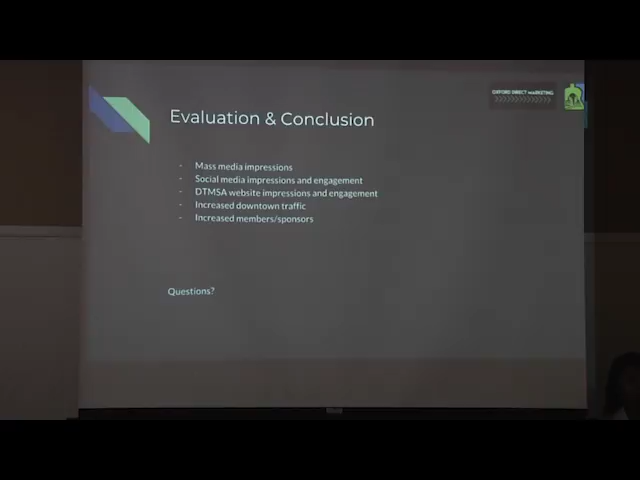 OXFORD DIRECT MARKETING
Evaluation & Conclusion
- Mass media impressions
- Social media impressions and engagement
- DTMSA website impressions and engagement
- Increased downtown traffic
- Increased members/sponsors
Questions?